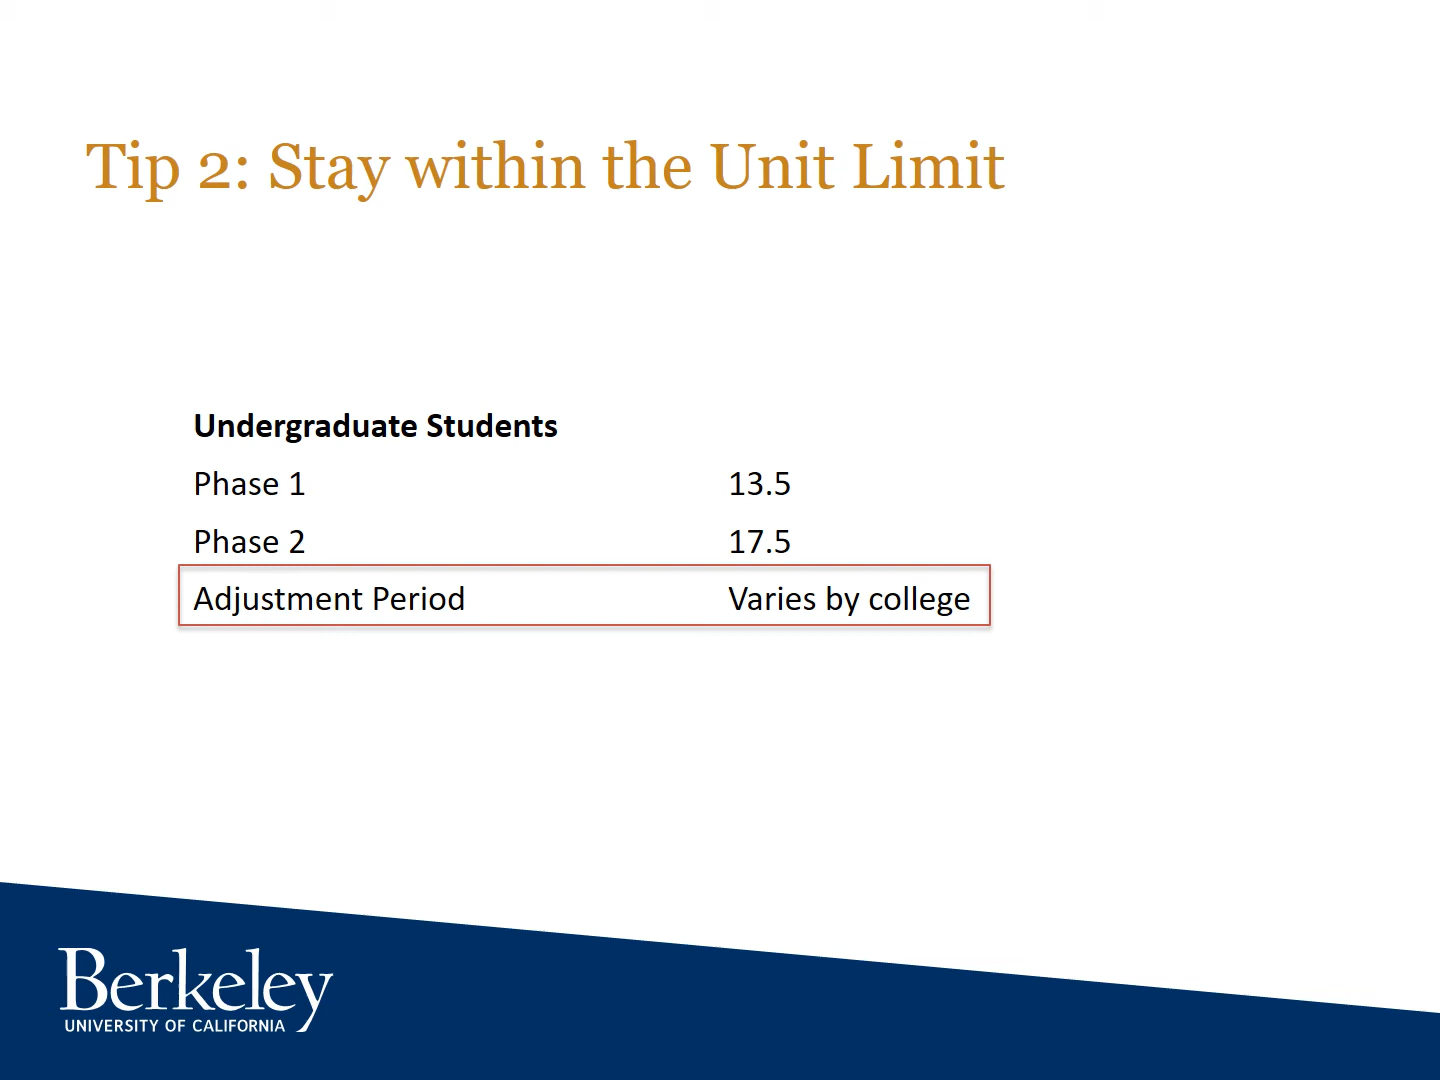 Tip 2: Stay within the Unit Limit
Undergraduate Students
Phase 1 13.5
Phase 2 17.5
Adjustment Period Varies by college
Berkeley
UNIVERSITY OF CALIFORNIA